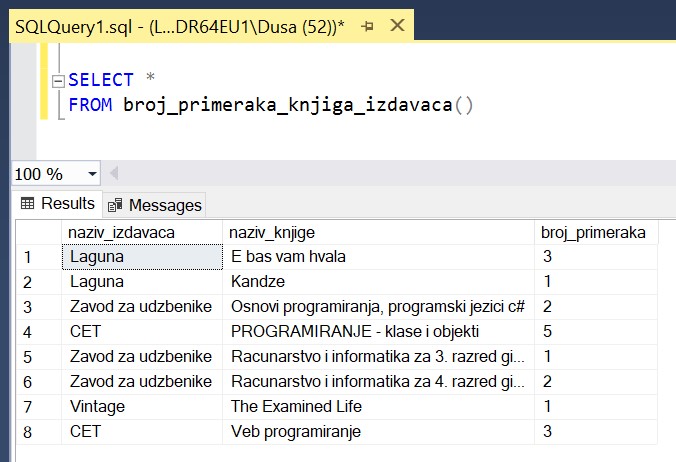 SQLQuery1.sql - (L...DR64EU1\Dusa (52))*
SELECT *
FROM broj_primeraka_knjiga_izdavaca()
100 %
Results Messages
naziv_izdavaca naziv_knjige broj_primeraka
1 Laguna E bas vam hvala 3
2 Laguna Kandze 1
3 Zavod za udzbenike Osnovi programiranja, programski jezici c# 2
4 CET PROGRAMIRANJE - klase i objekti 5
5 Zavod za udzbenike Racunarstvo i informatika za 3. razred gi... 1
6 Zavod za udzbenike Racunarstvo i informatika za 4. razred gi... 2
7 Vintage The Examined Life 1
8 CET Veb programiranje 3